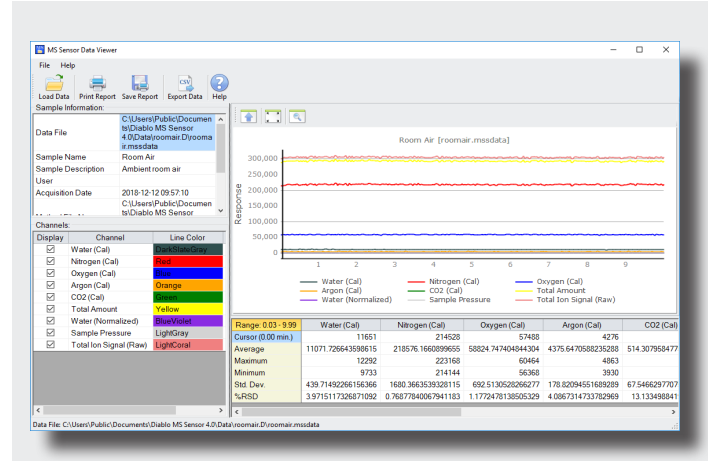 MS Sensor Data Viewer
File Help
Load Data Print Report Save Report Export Data Help
CSV
Sample Information:
Data File C:\Users\Public\Documen
ts\Diablo MS Sensor
4.0\Data\roomair.D\rooma
ir.mssdata
Sample Name Room Air
Sample Description Ambient room air
User
Acquisition Date 2018-12-12 09:57:10
C:\Users\Public\Documen
ts\Diablo MS Sensor
Channels:
Display Channel Line Color
Water (Cal) DarkSlateGray
Nitrogen (Cal) Red
Oxygen (Cal) Blue
Argon (Cal) Orange
CO2 (Cal) Green
Total Amount Yellow
Water (Normalized) BlueViolet
Sample Pressure LightGray
Total Ion Signal (Raw) LightCoral
Room Air [roomair.mssdata]
Response
300,000
250,000
200,000
150,000
100,000
50,000
0
1 2 3 4 5 6 7 8 9
Water (Cal) Nitrogen (Cal) Oxygen (Cal)
Argon (Cal) CO2 (Cal) Total Amount
Water (Normalized) Sample Pressure Total Ion Signal (Raw)
Range: 0.03 - 9.99 Water (Cal) Nitrogen (Cal) Oxygen (Cal) Argon (Cal) CO2 (Cal)
Cursor (0.00 min.) 11651 214528 57488 4276
Average 11071.726643598615 218576.1660899655 58824.747404844304 4375.6470588235288 514.307958477
Maximum 12292 223168 60464 4863
Minimum 9733 214144 56368 3930
Std. Dev. 439.71492266156366 1680.3663539328115 692.5130528266277 178.82094551689289 67.5466297707
%RSD 3.9715117326871092 0.76877840067941183 1.1772478138505329 4.0867314733782969 13.133498841
Data File: C:\Users\Public\Documents\Diablo MS Sensor 4.0\Data\roomair.D\roomair.mssdata